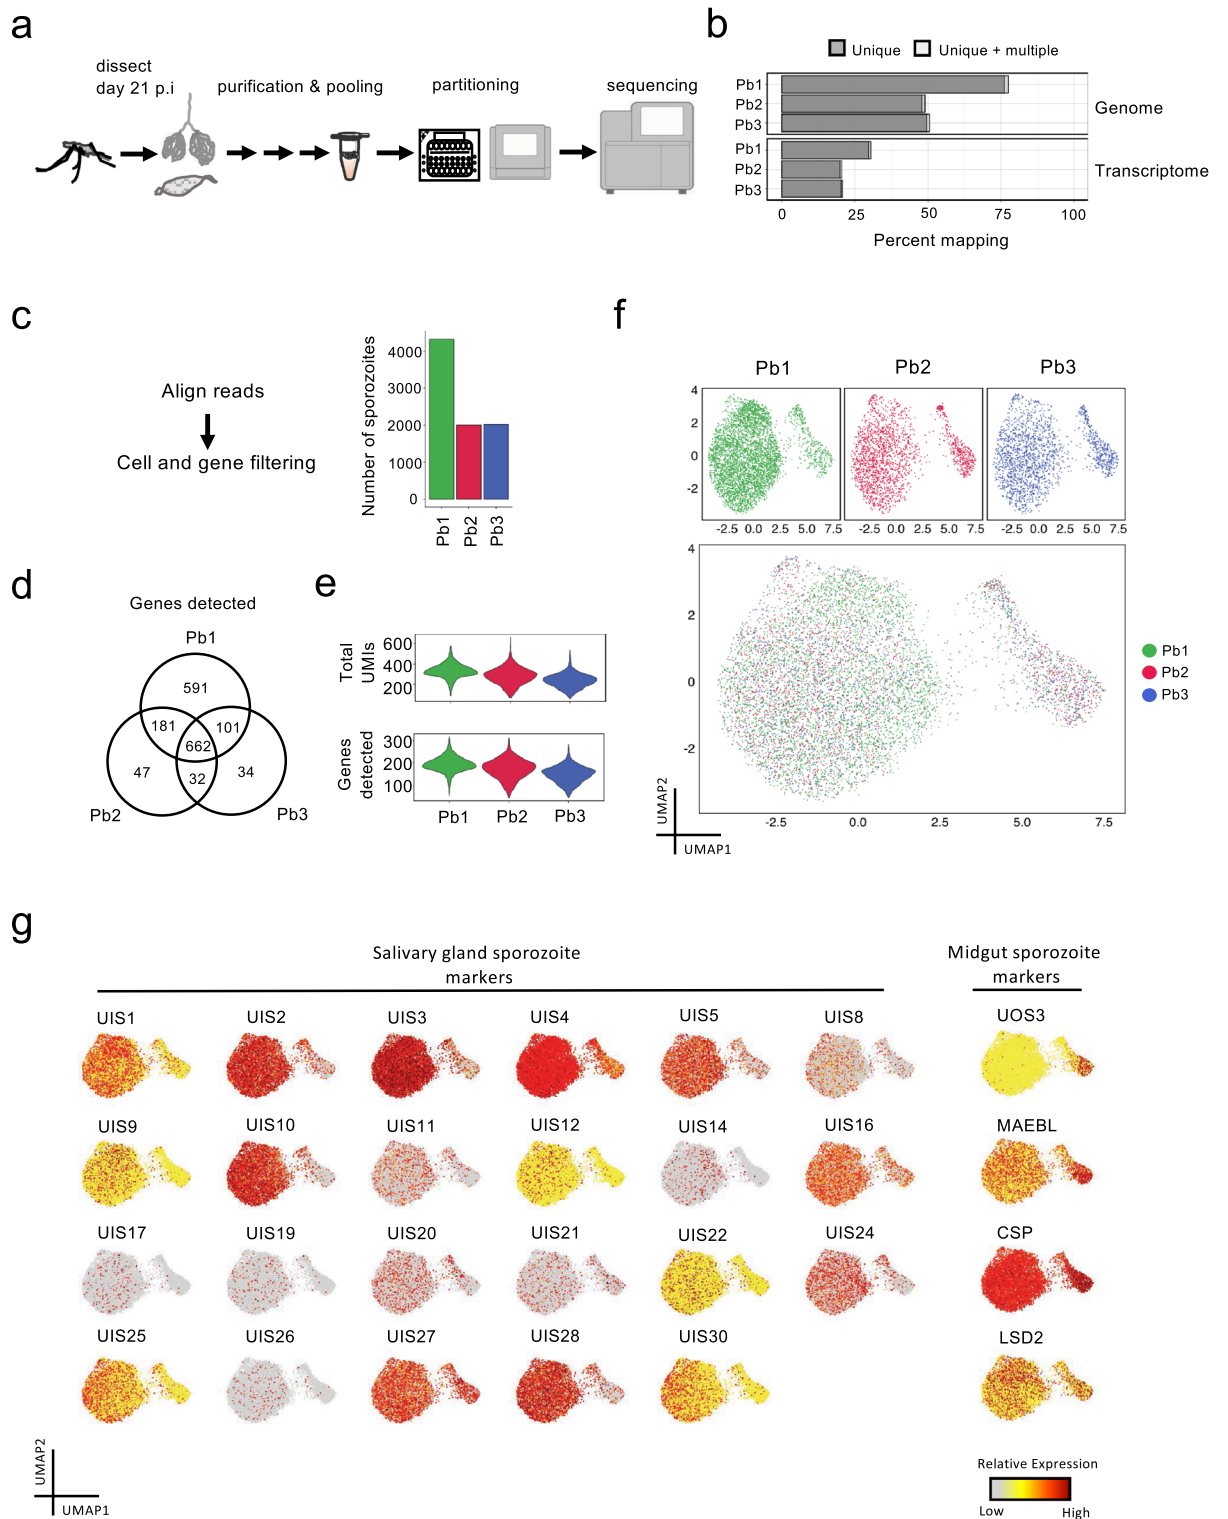 a
dissect
day 21 p.i
purification & pooling
partitioning
sequencing
b
Unique
Unique + multiple
Pb1
Pb2
Pb3
Genome
Pb1
Pb2
Pb3
Transcriptome
0 25 50 75 100
Percent mapping
c
Align reads
Cell and gene filtering
Number of sporozoites
4000
3000
2000
1000
0
Pb1 Pb2 Pb3
d
Genes detected
Pb1
591
181 101
662
47 32 34
Pb2 Pb3
e
Total
UMIs
600
400
200
Genes
detected
300
200
100
Pb1 Pb2 Pb3
f
Pb1 Pb2 Pb3
4
2
0
-2
-2.5 0.0 2.5 5.0 7.5 -2.5 0.0 2.5 5.0 7.5 -2.5 0.0 2.5 5.0 7.5
4
2
0
-2
-2.5 0.0 2.5 5.0 7.5
Pb1
Pb2
Pb3
UMAP2
UMAP1
g
Salivary gland sporozoite
markers
Midgut sporozoite
markers
UIS1 UIS2 UIS3 UIS4 UIS5 UIS8 UOS3
UIS9 UIS10 UIS11 UIS12 UIS14 UIS16 MAEBL
UIS17 UIS19 UIS20 UIS21 UIS22 UIS24 CSP
UIS25 UIS26 UIS27 UIS28 UIS30 LSD2
UMAP2
UMAP1
Relative Expression
Low High